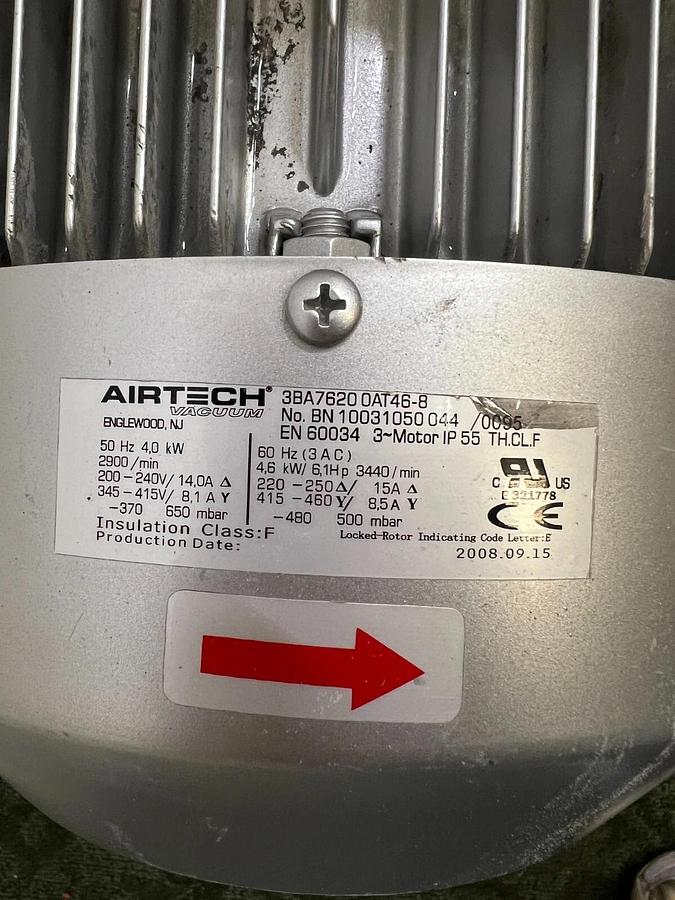 AIRTECH® 3BA7620 0AT46-8
VACUUM
ENGLEWOOD, NJ
No. BN 10031050 044 /0095
EN 60034 3~Motor IP 55 TH.CL.F
50 Hz 4,0 kW
2900/min
200-240V/ 14,0A Δ
345-415V/ 8,1 A Y
-370 650 mbar
60 Hz (3 A C)
4,6 kW/ 6,1Hp 3440/min
220 -250Δ/ 15A Δ
415 -460Y/ 8,5A Y
-480 500 mbar
C US
E 321778
CE
Insulation Class:F
Locked-Rotor Indicating Code Letter:E
Production Date:
2008.09.15